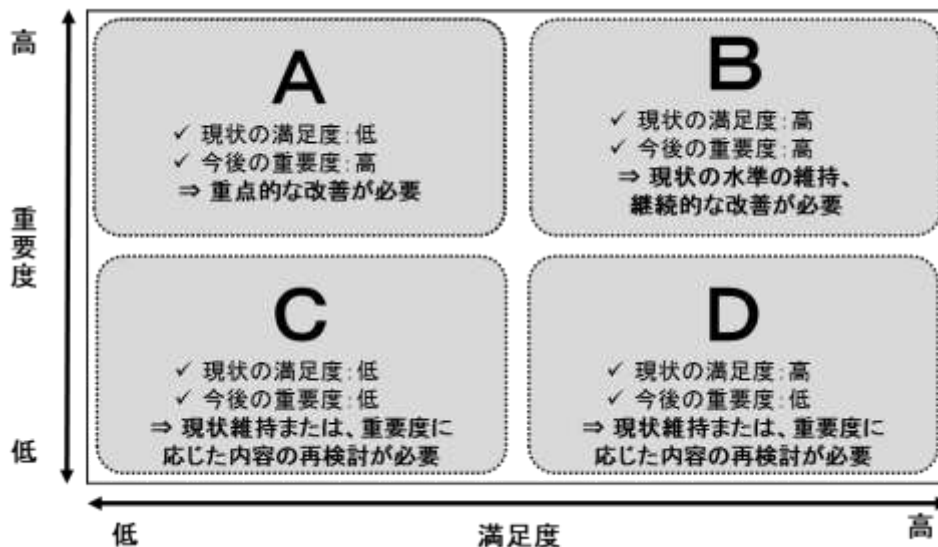 高
重
要
度
低
A
✓ 現状の満足度:低
✓ 今後の重要度:高
⇒ 重点的な改善が必要
B
✓ 現状の満足度:高
✓ 今後の重要度:高
⇒ 現状の水準の維持、
継続的な改善が必要
C
✓ 現状の満足度:低
✓ 今後の重要度:低
⇒ 現状維持または、重要度に
応じた内容の再検討が必要
D
✓ 現状の満足度:高
✓ 今後の重要度:低
⇒ 現状維持または、重要度に
応じた内容の再検討が必要
低
満足度
高